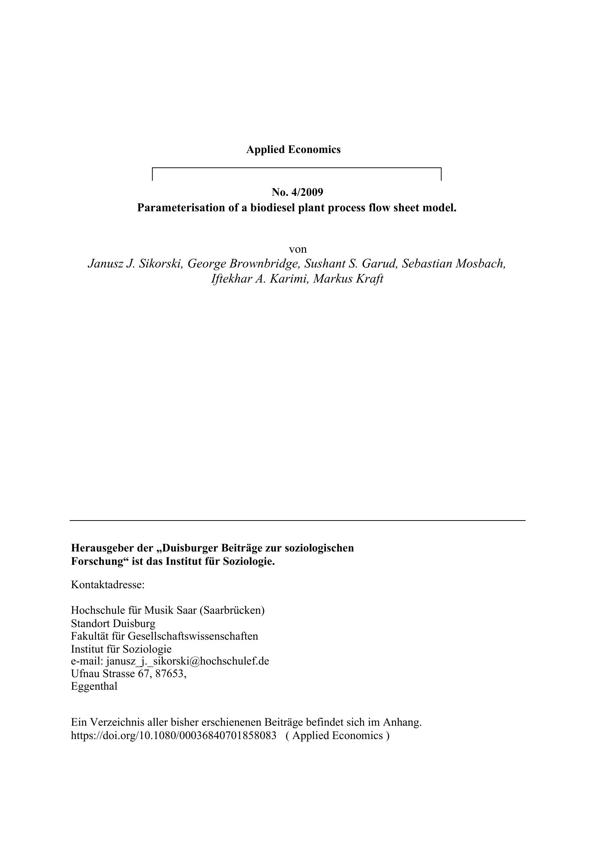 Applied Economics
No. 4/2009
Parameterisation of a biodiesel plant process flow sheet model.
von
Janusz J. Sikorski, George Brownbridge, Sushant S. Garud, Sebastian Mosbach,
Iftekhar A. Karimi, Markus Kraft
Herausgeber der „Duisburger Beiträge zur soziologischen
Forschung“ ist das Institut für Soziologie.
Kontaktadresse:
Hochschule für Musik Saar (Saarbrücken)
Standort Duisburg
Fakultät für Gesellschaftswissenschaften
Institut für Soziologie
e-mail: janusz_j._sikorski@hochschulef.de
Ufnau Strasse 67, 87653,
Eggenthal
Ein Verzeichnis aller bisher erschienenen Beiträge befindet sich im Anhang.
https://doi.org/10.1080/00036840701858083 ( Applied Economics )